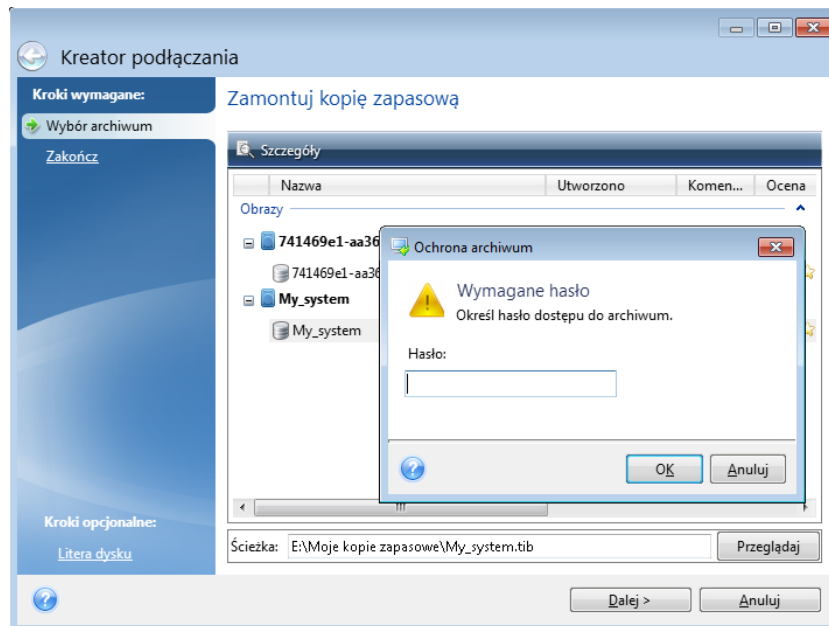 Kreator podłączania
Kroki wymagane:
Wybór archiwum
Zakończ
Kroki opcjonalne:
Litera dysku
Zamontuj kopię zapasową
Szczegóły
Nazwa Utworzono Komen... Ocena
Obrazy
741469e1-aa36
741469e1-aa36
My_system
My_system
Ochrona archiwum
Wymagane hasło
Określ hasło dostępu do archiwum.
Hasło:
OK Anuluj
Ścieżka: E:\Moje kopie zapasowe\My_system.tib Przeglądaj
Dalej > Anuluj